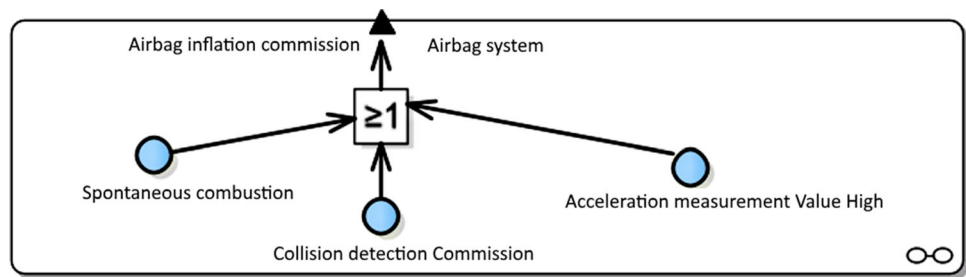 Airbag inflation commission
Airbag system
≥1
Spontaneous combustion
Acceleration measurement Value High
Collision detection Commission